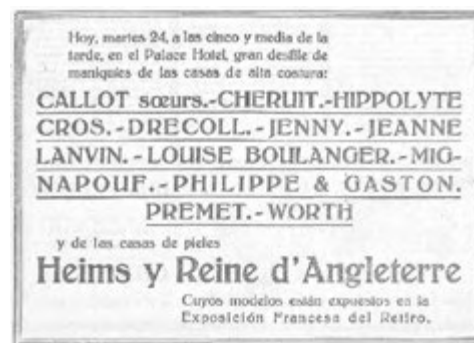 Hoy, martes 24, a las cinco y media de la
tarde, en el Palace Hotel, gran desfile de
maniquies de las casas de alta costura:
CALLOT sœurs.-CHERUIT.-HIPPOLYTE
CROS.-DRECOLL.-JENNY.-JEANNE
LANVIN.-LOUISE BOULANGER.-MIG-
NAPOUF.-PHILIPPE & GASTON.
PREMET.-WORTH
y de las casas de pieles
Heims y Reine d'Angleterre
Cuyos modelos están expuestos en la
Exposición Francesa del Retiro.